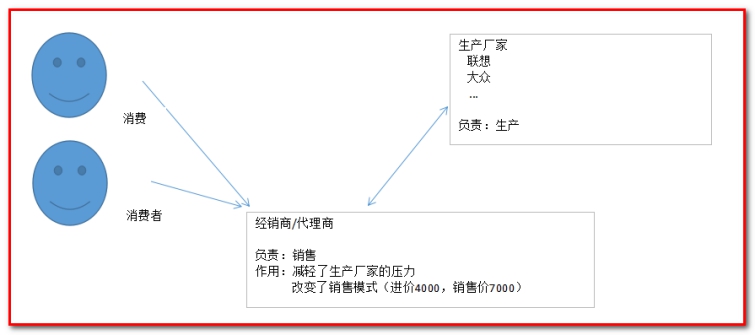 消费
消费者
生产厂家
联想
大众
...
负责：生产
经销商/代理商
负责：销售
作用：减轻了生产厂家的压力
改变了销售模式（进价4000，销售价7000）